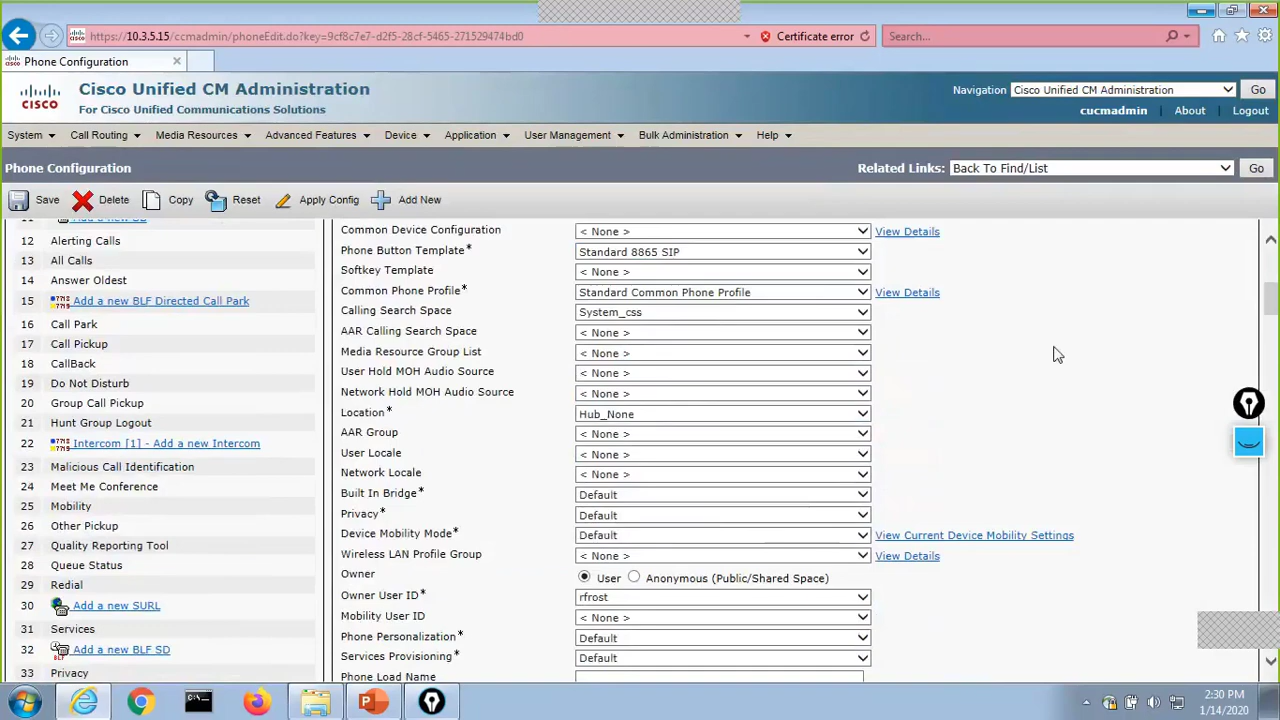 https://10.3.5.15/ccmadmin/phoneEdit.do?key=9cf8c7e7-d2f5-28cf-5465-271529474bd0
Certificate error
Search...
Phone Configuration
Cisco Unified CM Administration
For Cisco Unified Communications Solutions
CISCO
Navigation Cisco Unified CM Administration Go
cucmadmin About Logout
System Call Routing Media Resources Advanced Features Device Application User Management Bulk Administration Help
Phone Configuration
Related Links: Back To Find/List Go
Save Delete Copy Reset Apply Config Add New
11 Add a new SD
12 Alerting Calls
13 All Calls
14 Answer Oldest
15 Add a new BLF Directed Call Park
16 Call Park
17 Call Pickup
18 CallBack
19 Do Not Disturb
20 Group Call Pickup
21 Hunt Group Logout
22 Intercom [1] - Add a new Intercom
23 Malicious Call Identification
24 Meet Me Conference
25 Mobility
26 Other Pickup
27 Quality Reporting Tool
28 Queue Status
29 Redial
30 Add a new SURL
31 Services
32 Add a new BLF SD
33 Privacy
Common Device Configuration < None > View Details
Phone Button Template* Standard 8865 SIP
Softkey Template < None >
Common Phone Profile* Standard Common Phone Profile View Details
Calling Search Space System_css
AAR Calling Search Space < None >
Media Resource Group List < None >
User Hold MOH Audio Source < None >
Network Hold MOH Audio Source < None >
Location* Hub_None
AAR Group < None >
User Locale < None >
Network Locale < None >
Built In Bridge* Default
Privacy* Default
Device Mobility Mode* Default View Current Device Mobility Settings
Wireless LAN Profile Group < None > View Details
Owner User Anonymous (Public/Shared Space)
Owner User ID* rfrost
Mobility User ID < None >
Phone Personalization* Default
Services Provisioning* Default
Phone Load Name
2:30 PM
1/14/2020